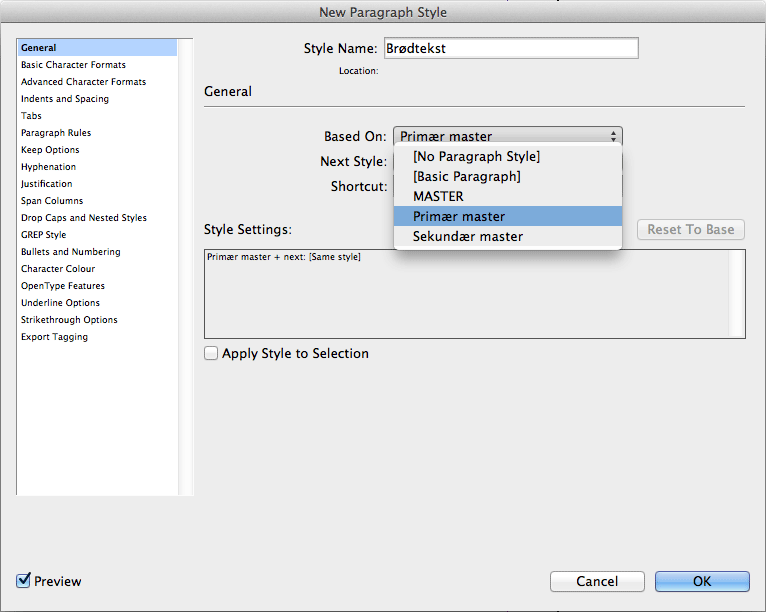 New Paragraph Style
General
Basic Character Formats
Advanced Character Formats
Indents and Spacing
Tabs
Paragraph Rules
Keep Options
Hyphenation
Justification
Span Columns
Drop Caps and Nested Styles
GREP Style
Bullets and Numbering
Character Colour
OpenType Features
Underline Options
Strikethrough Options
Export Tagging
Style Name: Brødtekst
Location:
General
Based On: Primær master
Next Style:
Shortcut:
[No Paragraph Style]
[Basic Paragraph]
MASTER
Primær master
Sekundær master
Style Settings:
Reset To Base
Primær master + next: [Same style]
Apply Style to Selection
Preview
Cancel
OK